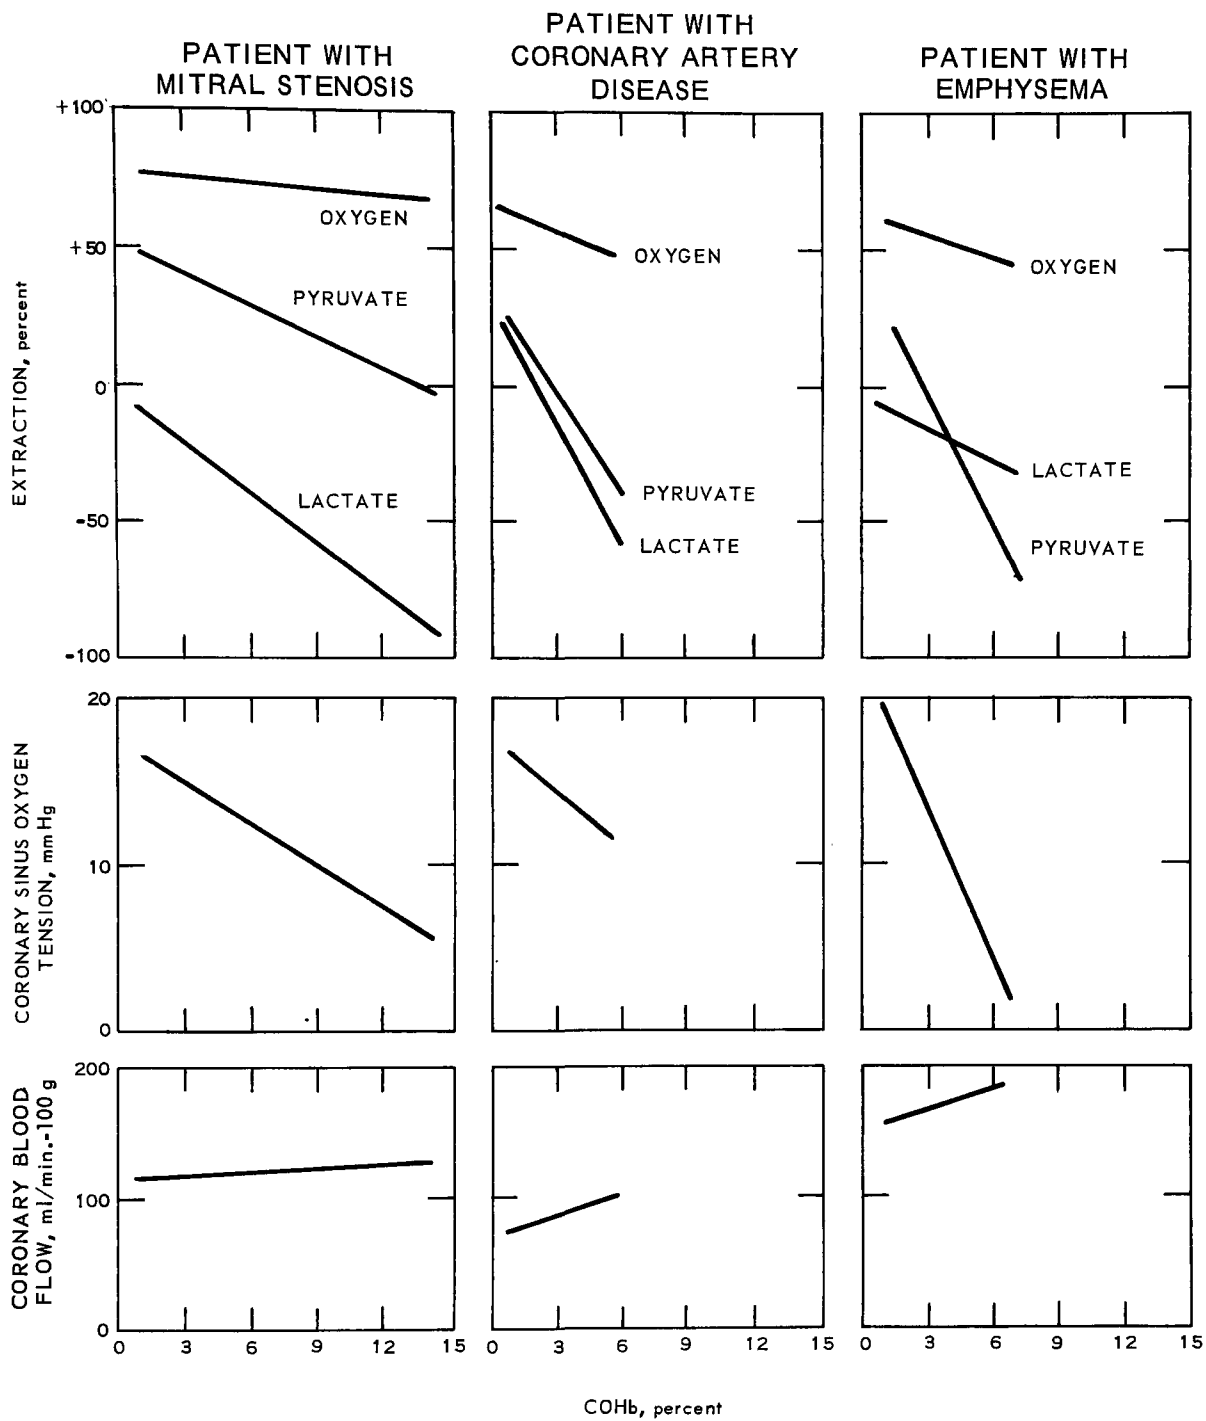 PATIENT WITH
MITRAL STENOSIS
PATIENT WITH
CORONARY ARTERY
DISEASE
PATIENT WITH
EMPHYSEMA
EXTRACTION, percent
+100
+50
0
-50
-100
OXYGEN
PYRUVATE
LACTATE
OXYGEN
PYRUVATE
LACTATE
OXYGEN
LACTATE
PYRUVATE
CORONARY SINUS OXYGEN
TENSION, mm Hg
20
10
0
CORONARY BLOOD
FLOW, ml/min.-100 g
200
100
0
0 3 6 9 12 15
0 3 6 9 12 15
0 3 6 9 12 15
COHb, percent